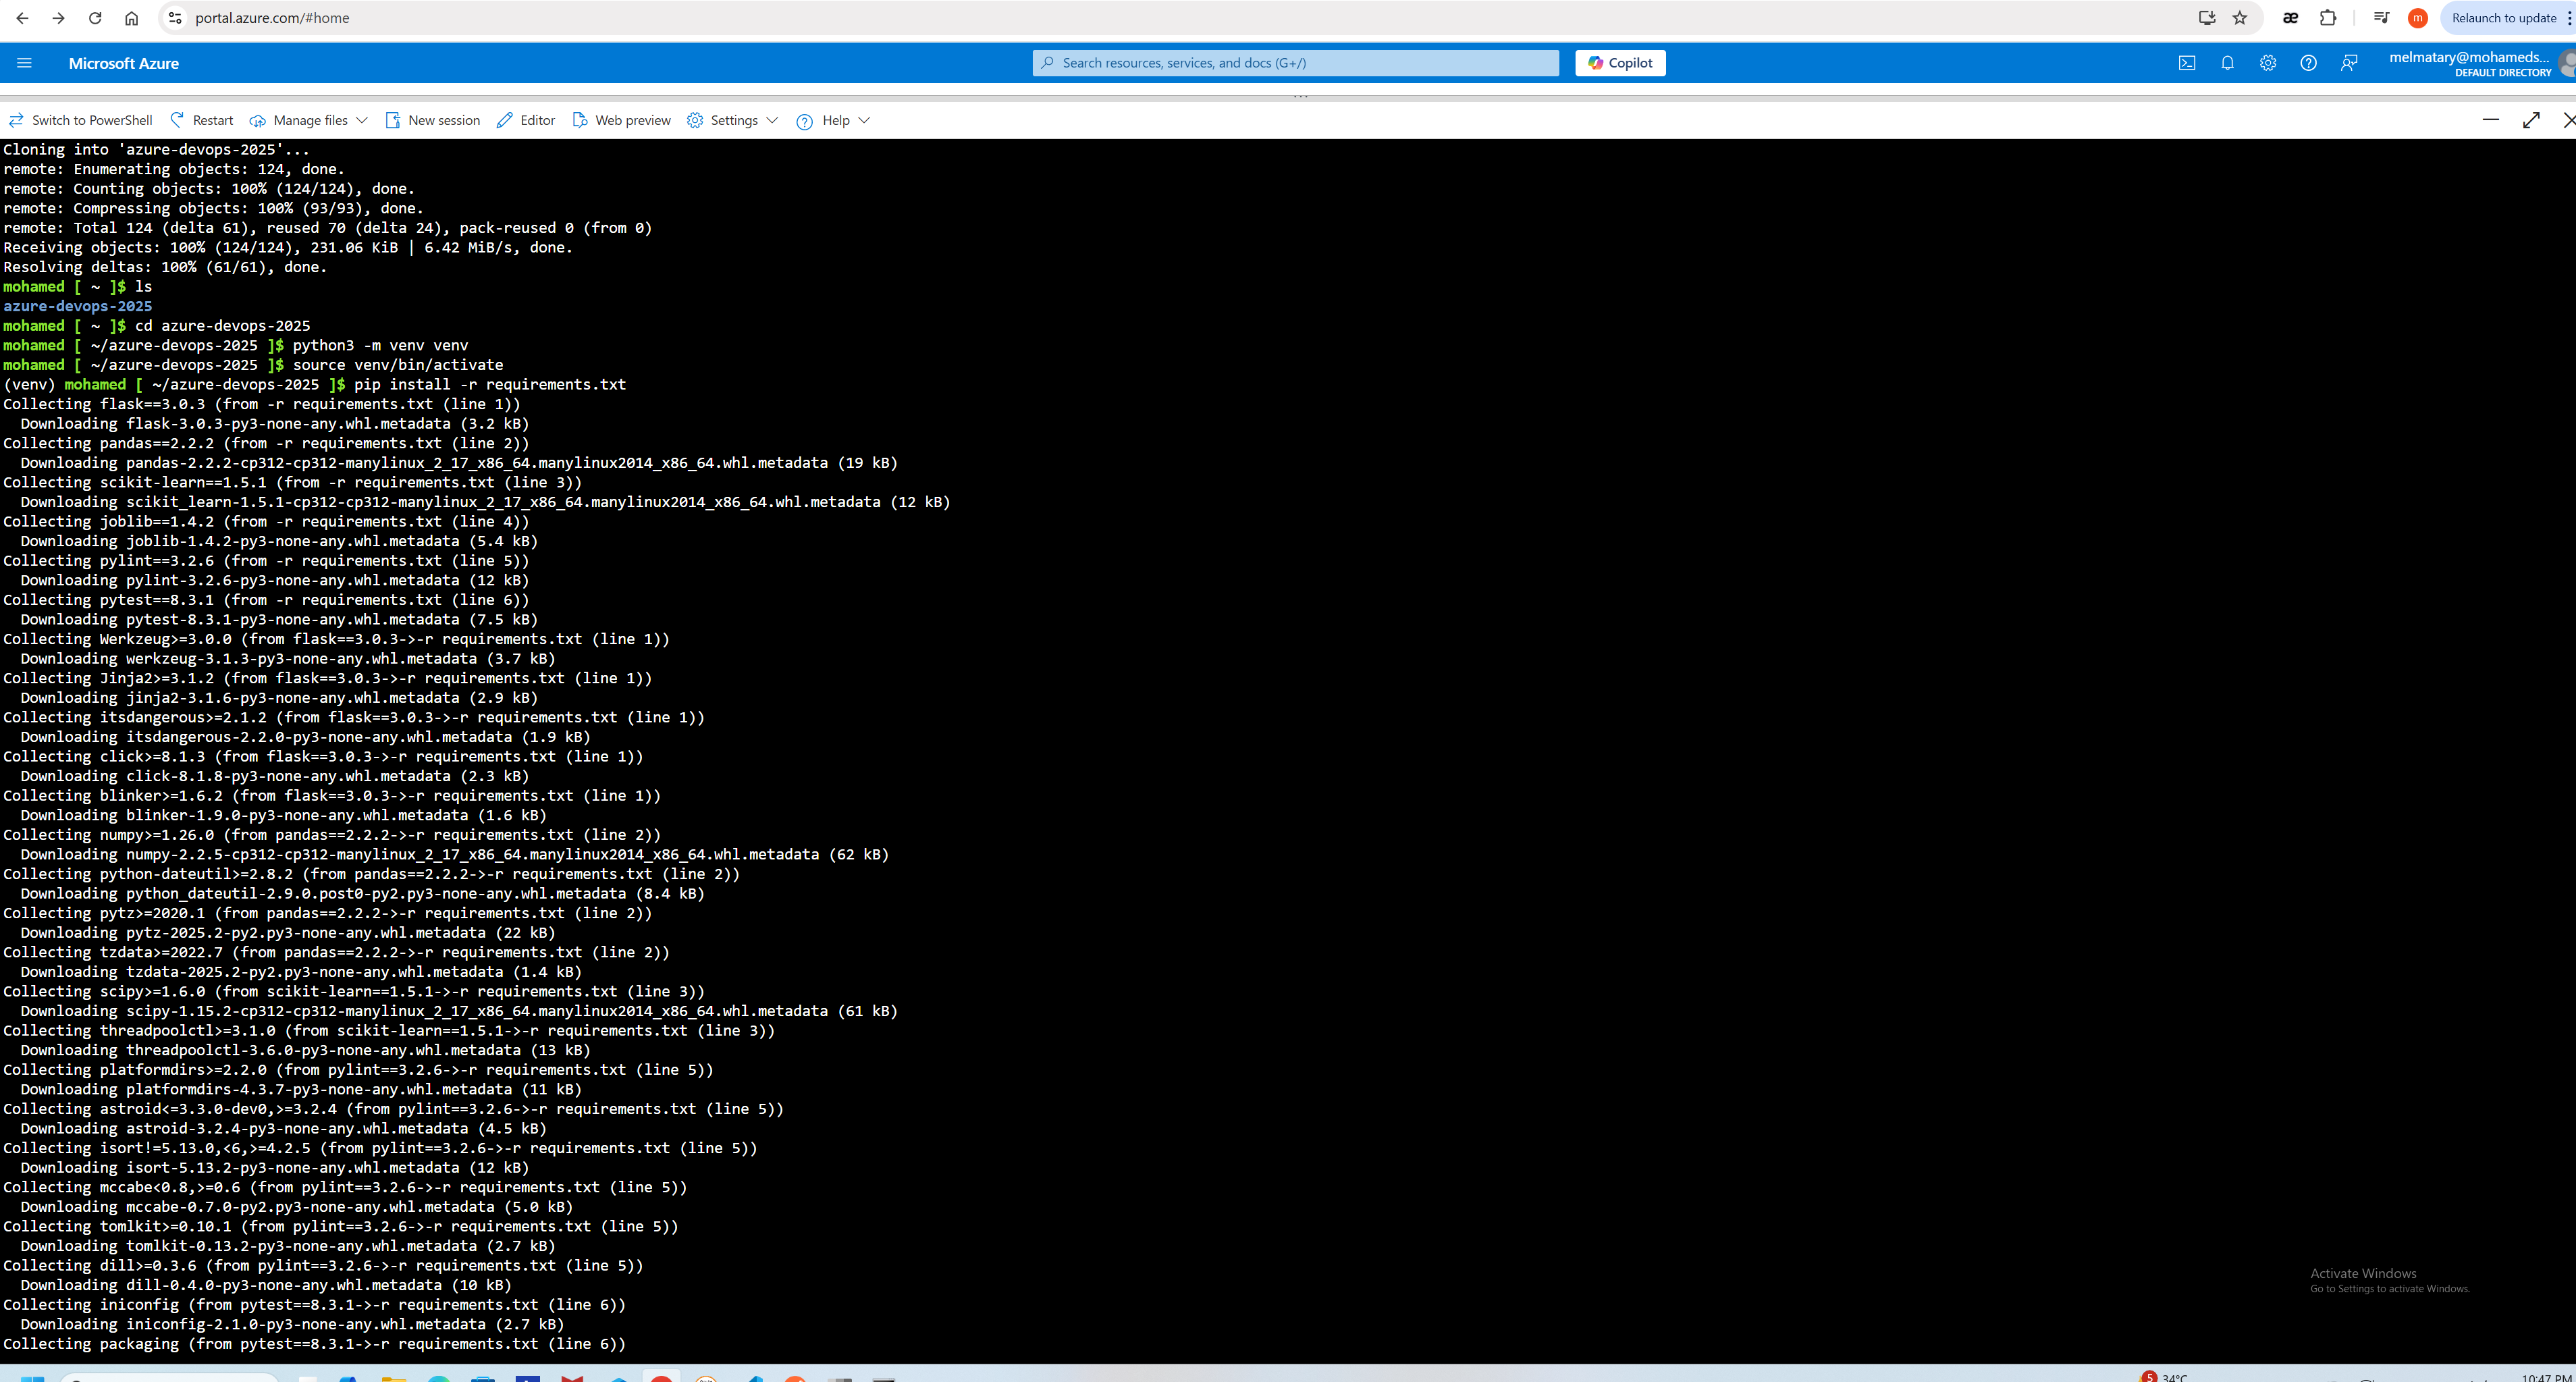 portal.azure.com/#home
æ
m
Relaunch to update
Microsoft Azure
Search resources, services, and docs (G+/)
Copilot
melmatary@mohameds...
DEFAULT DIRECTORY
Switch to PowerShell
Restart
Manage files
New session
Editor
Web preview
Settings
Help
Cloning into 'azure-devops-2025'...
remote: Enumerating objects: 124, done.
remote: Counting objects: 100% (124/124), done.
remote: Compressing objects: 100% (93/93), done.
remote: Total 124 (delta 61), reused 70 (delta 24), pack-reused 0 (from 0)
Receiving objects: 100% (124/124), 231.06 KiB | 6.42 MiB/s, done.
Resolving deltas: 100% (61/61), done.
mohamed [ ~ ]$ ls
azure-devops-2025
mohamed [ ~ ]$ cd azure-devops-2025
mohamed [ ~/azure-devops-2025 ]$ python3 -m venv venv
mohamed [ ~/azure-devops-2025 ]$ source venv/bin/activate
(venv) mohamed [ ~/azure-devops-2025 ]$ pip install -r requirements.txt
Collecting flask==3.0.3 (from -r requirements.txt (line 1))
  Downloading flask-3.0.3-py3-none-any.whl.metadata (3.2 kB)
Collecting pandas==2.2.2 (from -r requirements.txt (line 2))
  Downloading pandas-2.2.2-cp312-cp312-manylinux_2_17_x86_64.manylinux2014_x86_64.whl.metadata (19 kB)
Collecting scikit-learn==1.5.1 (from -r requirements.txt (line 3))
  Downloading scikit_learn-1.5.1-cp312-cp312-manylinux_2_17_x86_64.manylinux2014_x86_64.whl.metadata (12 kB)
Collecting joblib==1.4.2 (from -r requirements.txt (line 4))
  Downloading joblib-1.4.2-py3-none-any.whl.metadata (5.4 kB)
Collecting pylint==3.2.6 (from -r requirements.txt (line 5))
  Downloading pylint-3.2.6-py3-none-any.whl.metadata (12 kB)
Collecting pytest==8.3.1 (from -r requirements.txt (line 6))
  Downloading pytest-8.3.1-py3-none-any.whl.metadata (7.5 kB)
Collecting Werkzeug>=3.0.0 (from flask==3.0.3->-r requirements.txt (line 1))
  Downloading werkzeug-3.1.3-py3-none-any.whl.metadata (3.7 kB)
Collecting Jinja2>=3.1.2 (from flask==3.0.3->-r requirements.txt (line 1))
  Downloading jinja2-3.1.6-py3-none-any.whl.metadata (2.9 kB)
Collecting itsdangerous>=2.1.2 (from flask==3.0.3->-r requirements.txt (line 1))
  Downloading itsdangerous-2.2.0-py3-none-any.whl.metadata (1.9 kB)
Collecting click>=8.1.3 (from flask==3.0.3->-r requirements.txt (line 1))
  Downloading click-8.1.8-py3-none-any.whl.metadata (2.3 kB)
Collecting blinker>=1.6.2 (from flask==3.0.3->-r requirements.txt (line 1))
  Downloading blinker-1.9.0-py3-none-any.whl.metadata (1.6 kB)
Collecting numpy>=1.26.0 (from pandas==2.2.2->-r requirements.txt (line 2))
  Downloading numpy-2.2.5-cp312-cp312-manylinux_2_17_x86_64.manylinux2014_x86_64.whl.metadata (62 kB)
Collecting python-dateutil>=2.8.2 (from pandas==2.2.2->-r requirements.txt (line 2))
  Downloading python_dateutil-2.9.0.post0-py2.py3-none-any.whl.metadata (8.4 kB)
Collecting pytz>=2020.1 (from pandas==2.2.2->-r requirements.txt (line 2))
  Downloading pytz-2025.2-py2.py3-none-any.whl.metadata (22 kB)
Collecting tzdata>=2022.7 (from pandas==2.2.2->-r requirements.txt (line 2))
  Downloading tzdata-2025.2-py2.py3-none-any.whl.metadata (1.4 kB)
Collecting scipy>=1.6.0 (from scikit-learn==1.5.1->-r requirements.txt (line 3))
  Downloading scipy-1.15.2-cp312-cp312-manylinux_2_17_x86_64.manylinux2014_x86_64.whl.metadata (61 kB)
Collecting threadpoolctl>=3.1.0 (from scikit-learn==1.5.1->-r requirements.txt (line 3))
  Downloading threadpoolctl-3.6.0-py3-none-any.whl.metadata (13 kB)
Collecting platformdirs>=2.2.0 (from pylint==3.2.6->-r requirements.txt (line 5))
  Downloading platformdirs-4.3.7-py3-none-any.whl.metadata (11 kB)
Collecting astroid<=3.3.0-dev0,>=3.2.4 (from pylint==3.2.6->-r requirements.txt (line 5))
  Downloading astroid-3.2.4-py3-none-any.whl.metadata (4.5 kB)
Collecting isort!=5.13.0,<6,>=4.2.5 (from pylint==3.2.6->-r requirements.txt (line 5))
  Downloading isort-5.13.2-py3-none-any.whl.metadata (12 kB)
Collecting mccabe<0.8,>=0.6 (from pylint==3.2.6->-r requirements.txt (line 5))
  Downloading mccabe-0.7.0-py2.py3-none-any.whl.metadata (5.0 kB)
Collecting tomlkit>=0.10.1 (from pylint==3.2.6->-r requirements.txt (line 5))
  Downloading tomlkit-0.13.2-py3-none-any.whl.metadata (2.7 kB)
Collecting dill>=0.3.6 (from pylint==3.2.6->-r requirements.txt (line 5))
  Downloading dill-0.4.0-py3-none-any.whl.metadata (10 kB)
Collecting iniconfig (from pytest==8.3.1->-r requirements.txt (line 6))
  Downloading iniconfig-2.1.0-py3-none-any.whl.metadata (2.7 kB)
Collecting packaging (from pytest==8.3.1->-r requirements.txt (line 6))
Activate Windows
Go to Settings to activate Windows.
5
34°C
10:47 PM